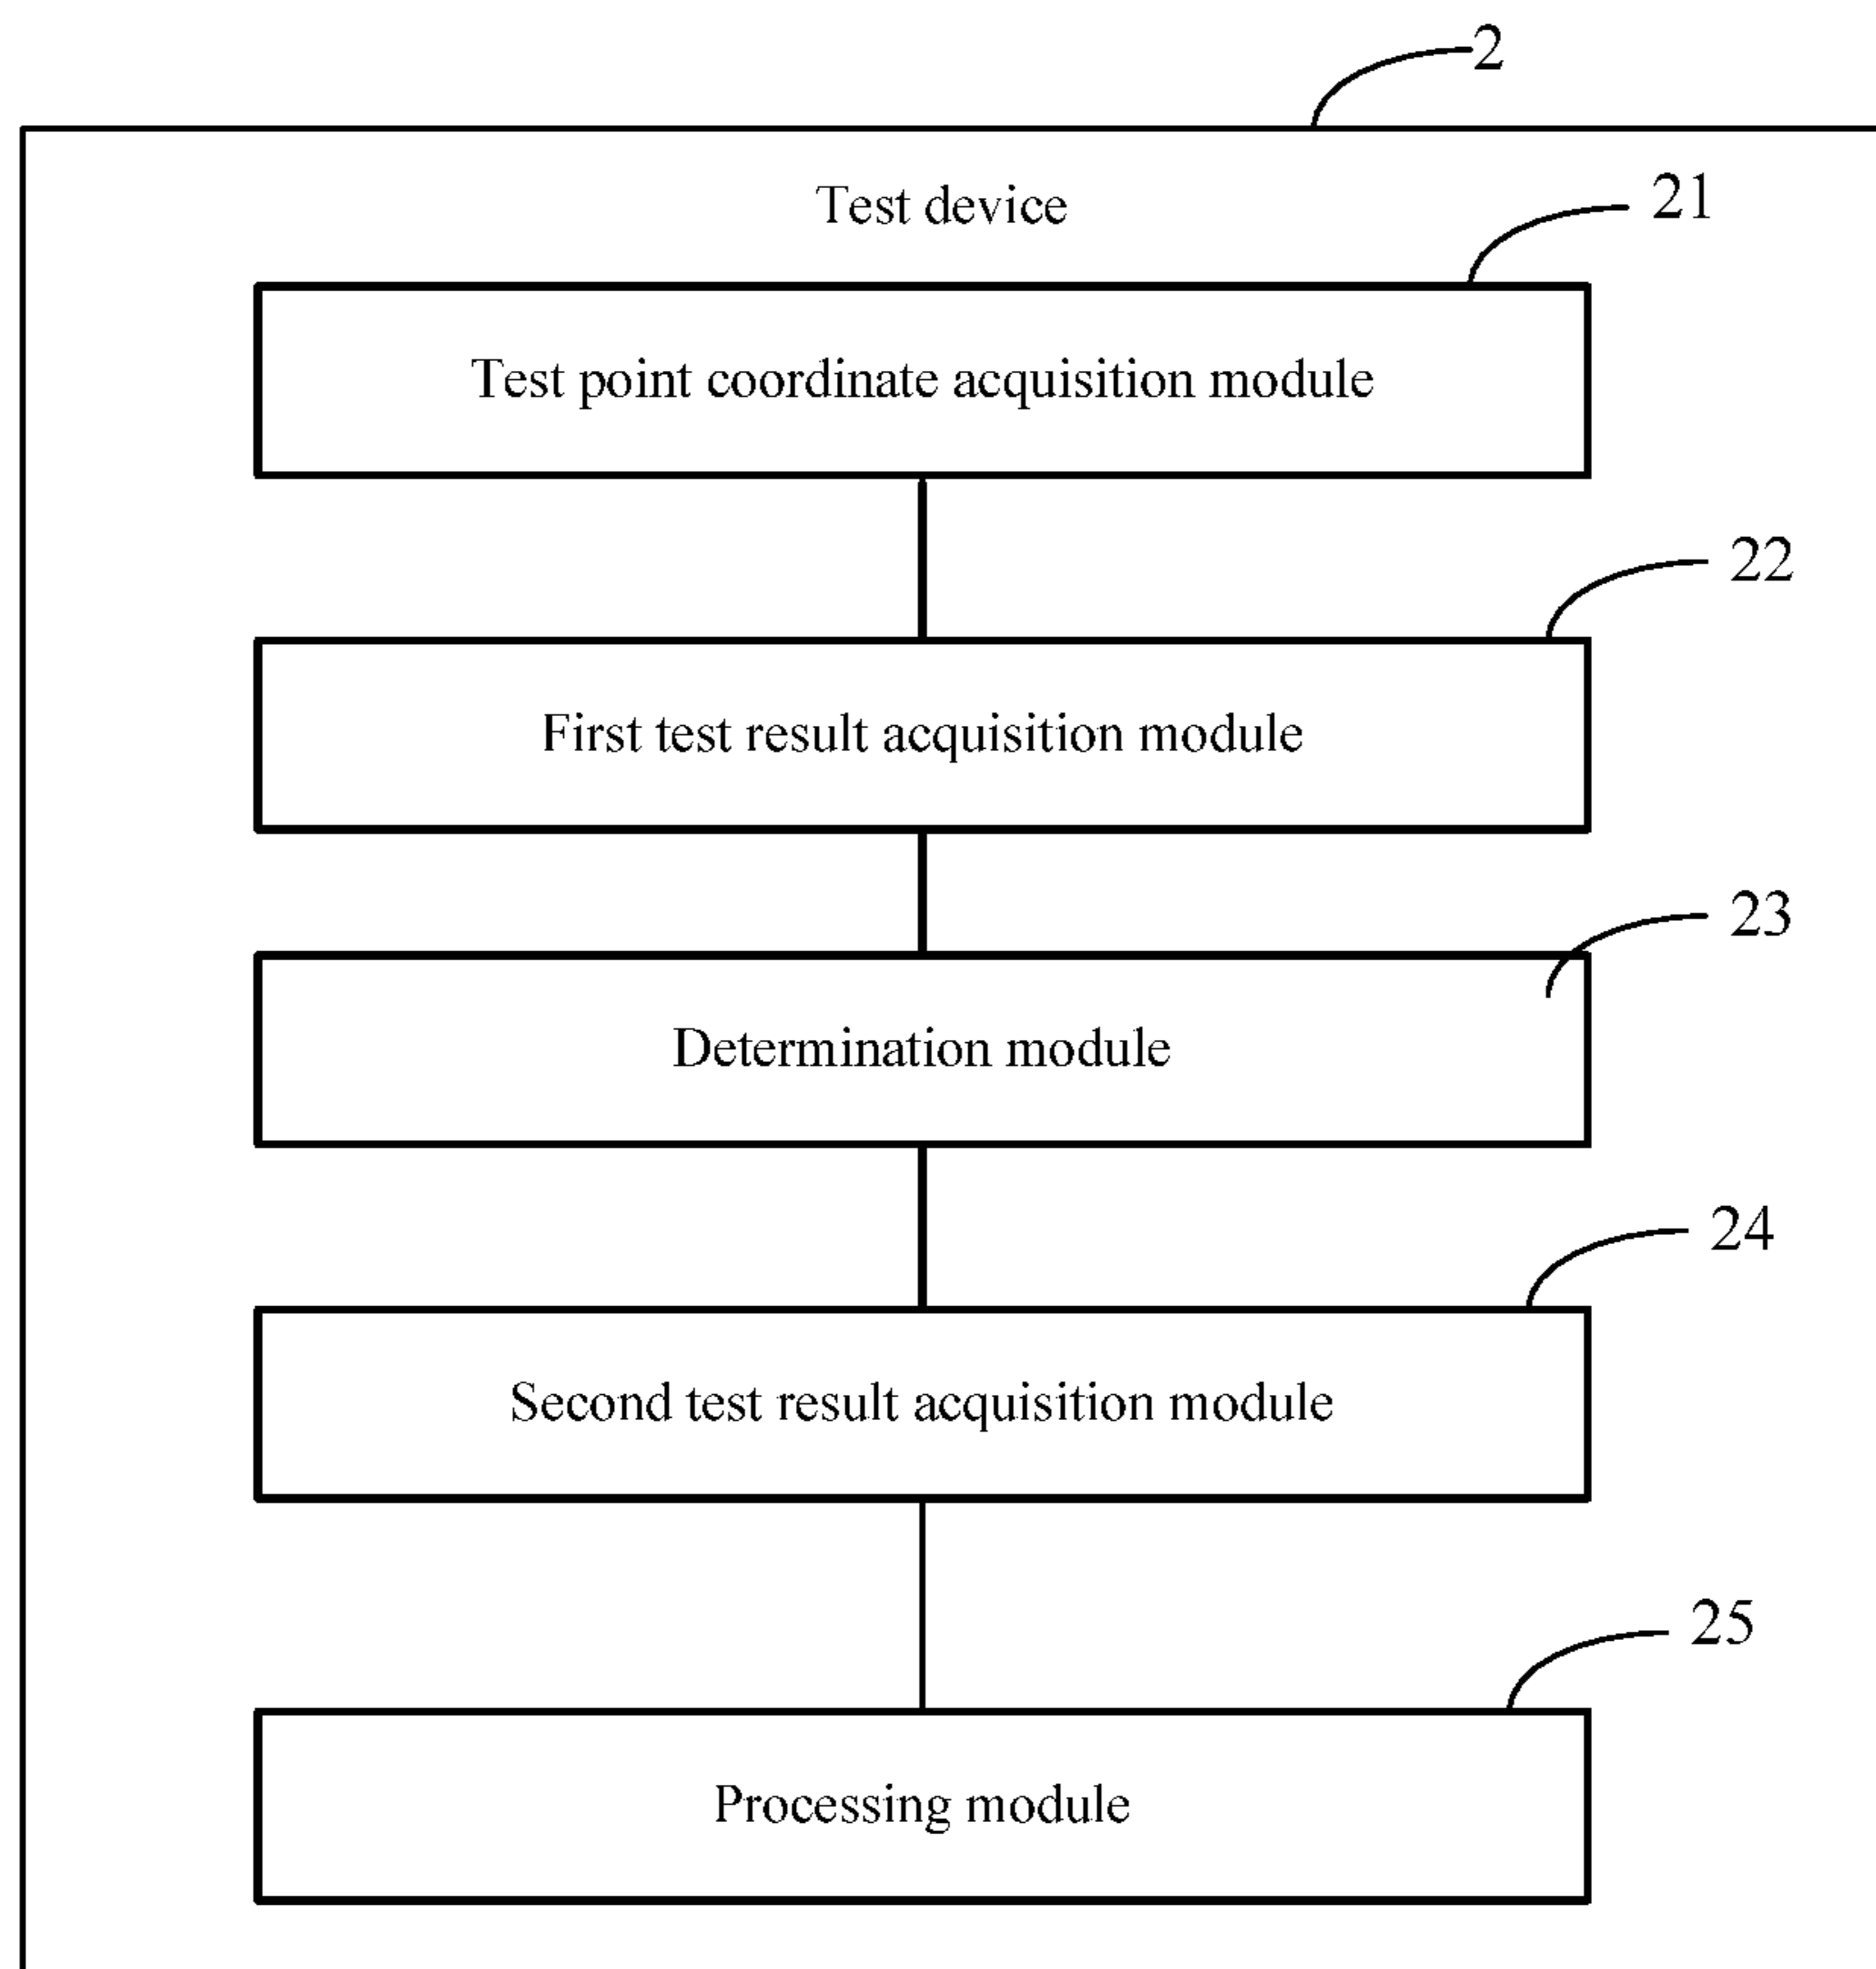 2
Test device
21
Test point coordinate acquisition module
22
First test result acquisition module
23
Determination module
24
Second test result acquisition module
25
Processing module